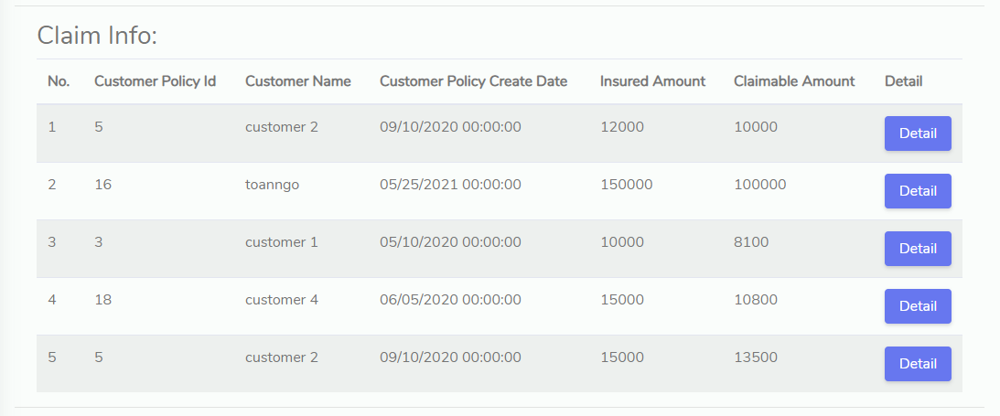 Claim Info:
No. Customer Policy Id Customer Name Customer Policy Create Date Insured Amount Claimable Amount Detail
1 5 customer 2 09/10/2020 00:00:00 12000 10000 Detail
2 16 toanngo 05/25/2021 00:00:00 150000 100000 Detail
3 3 customer 1 05/10/2020 00:00:00 10000 8100 Detail
4 18 customer 4 06/05/2020 00:00:00 15000 10800 Detail
5 5 customer 2 09/10/2020 00:00:00 15000 13500 Detail